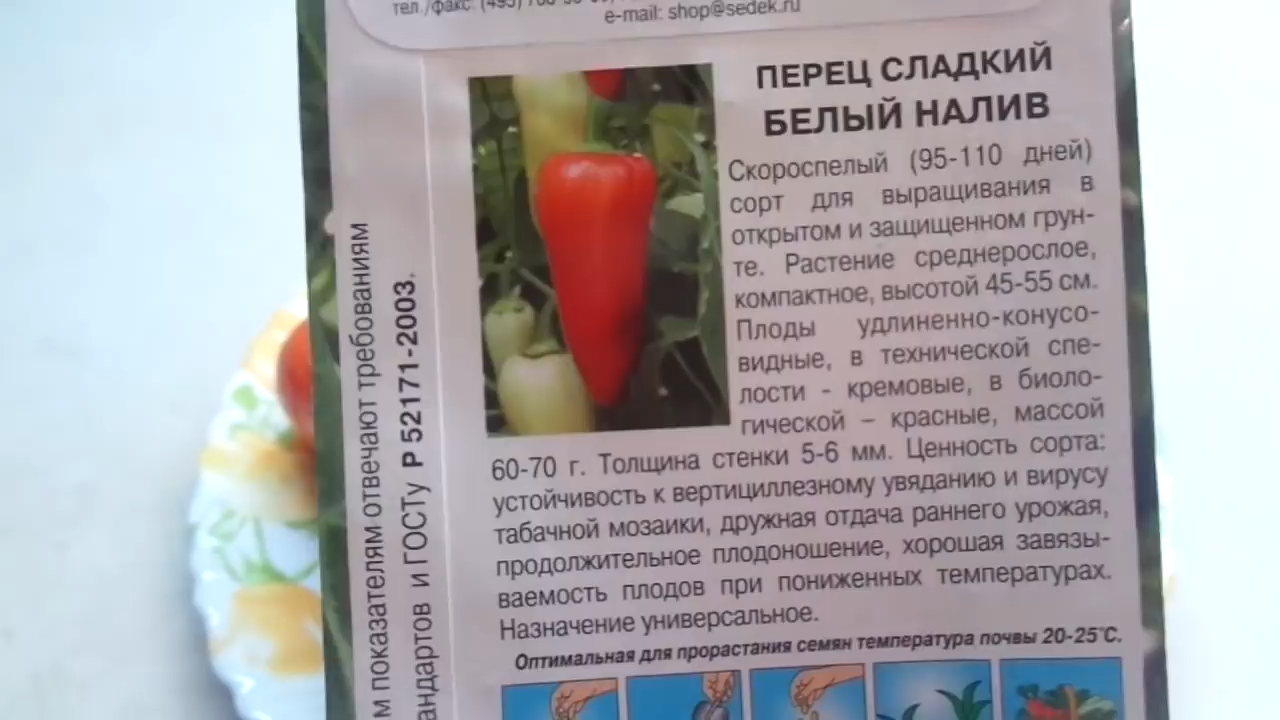 тел./факс: (495)
e-mail: shop@sedek.ru
ПЕРЕЦ СЛАДКИЙ
БЕЛЫЙ НАЛИВ
Скороспелый (95-110 дней)
сорт для выращивания в
открытом и защищенном грун-
те. Растение среднерослое,
компактное, высотой 45-55 см.
Плоды удлиненно-конусо-
видные, в технической спе-
лости - кремовые, в биоло-
гической – красные, массой
60-70 г. Толщина стенки 5-6 мм. Ценность сорта:
устойчивость к вертициллезному увяданию и вирусу
табачной мозаики, дружная отдача раннего урожая,
продолжительное плодоношение, хорошая завязы-
ваемость плодов при пониженных температурах.
Назначение универсальное.
Оптимальная для прорастания семян температура почвы 20-25°С.
м показателям отвечают требованиям
андартов и ГОСТу Р 52171-2003.